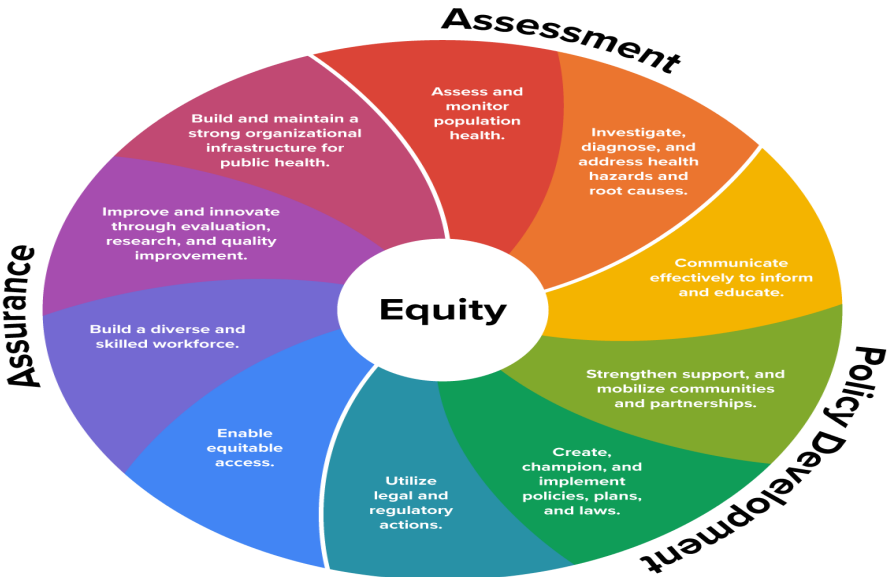 Assessment
Assess and
monitor
population
health.
Investigate,
diagnose, and
address health
hazards and
root causes.
Communicate
effectively to inform
and educate.
Strengthen support, and
mobilize communities
and partnerships.
Policy Development
Create,
champion, and
implement
policies, plans,
and laws.
Utilize
legal and
regulatory
actions.
Enable
equitable
access.
Build a diverse and
skilled workforce.
Assurance
Improve and innovate
through evaluation,
research, and quality
improvement.
Build and maintain a
strong organizational
infrastructure for
public health.
Equity